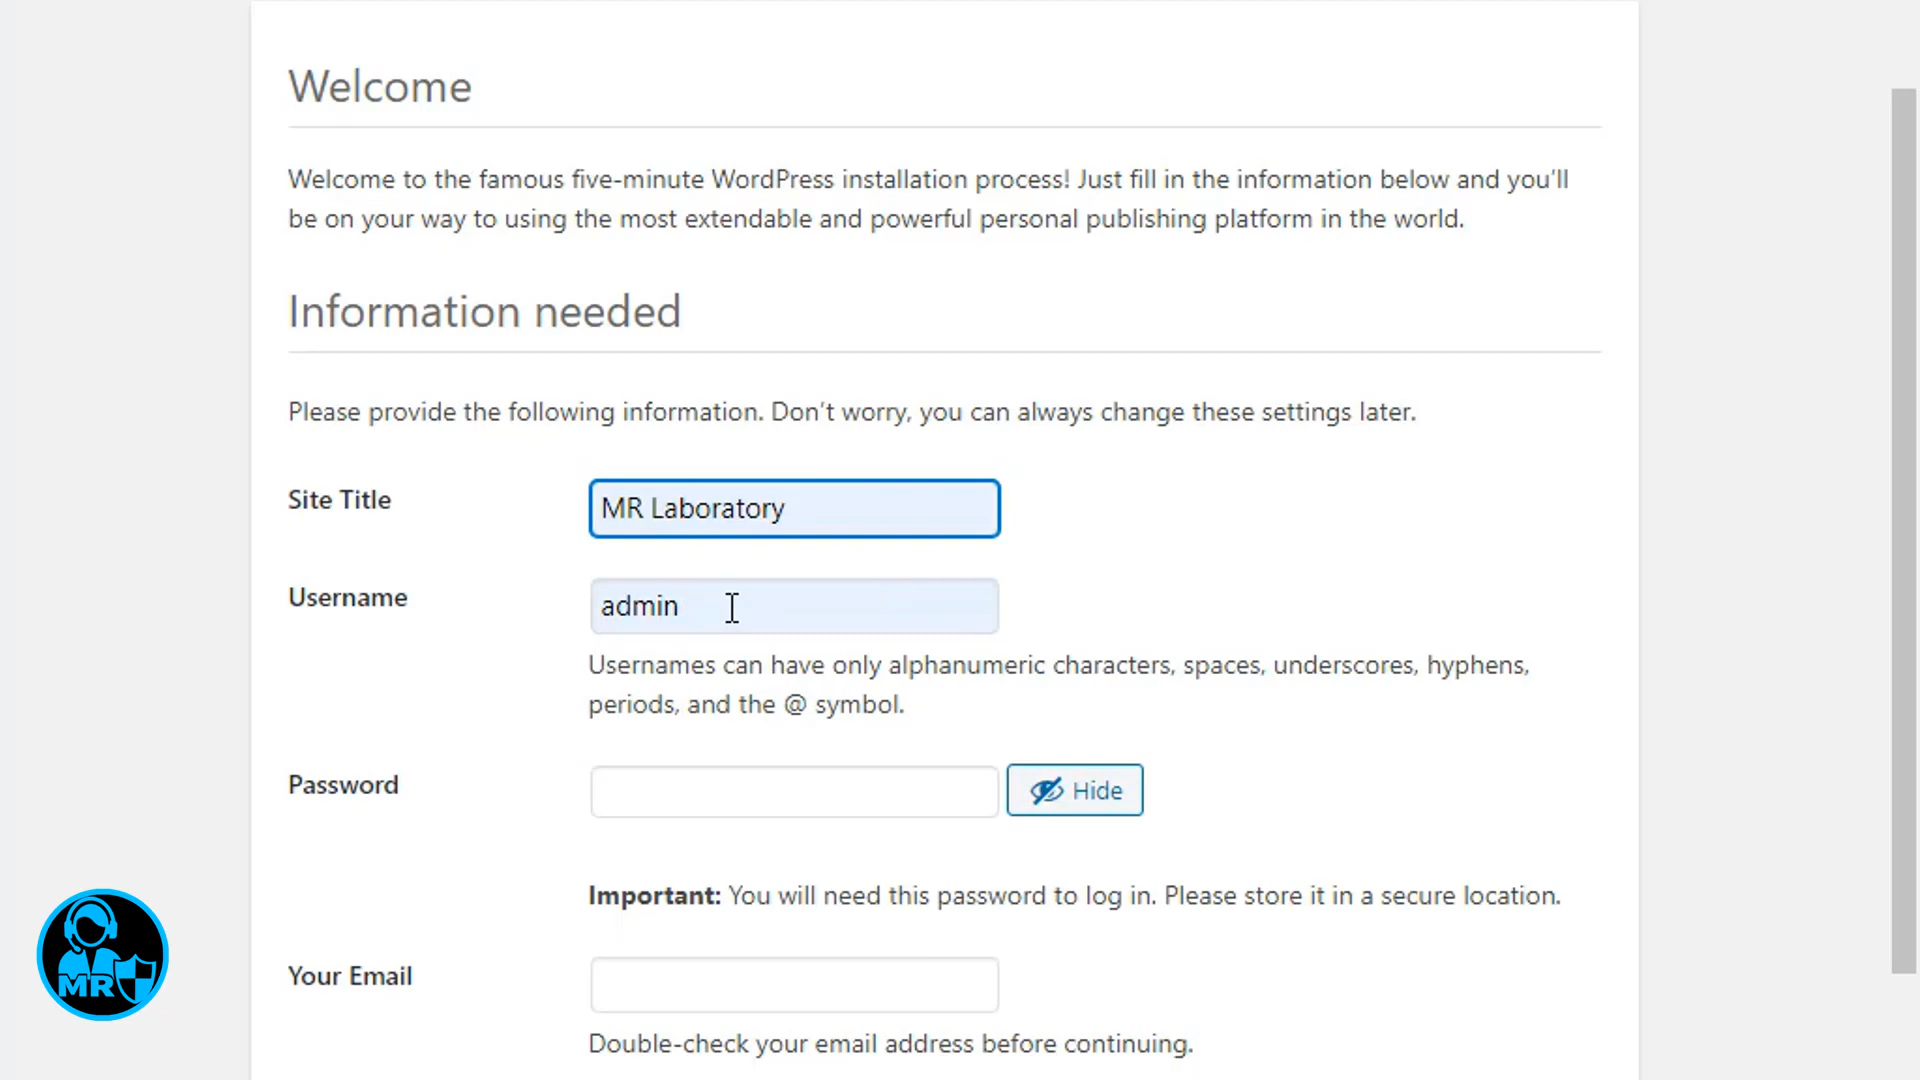 Welcome
Welcome to the famous five-minute WordPress installation process! Just fill in the information below and you’ll
be on your way to using the most extendable and powerful personal publishing platform in the world.
Information needed
Please provide the following information. Don’t worry, you can always change these settings later.
Site Title
MR Laboratory
Username
admin
Usernames can have only alphanumeric characters, spaces, underscores, hyphens,
periods, and the @ symbol.
Password
Hide
Important: You will need this password to log in. Please store it in a secure location.
Your Email
Double-check your email address before continuing.
MR